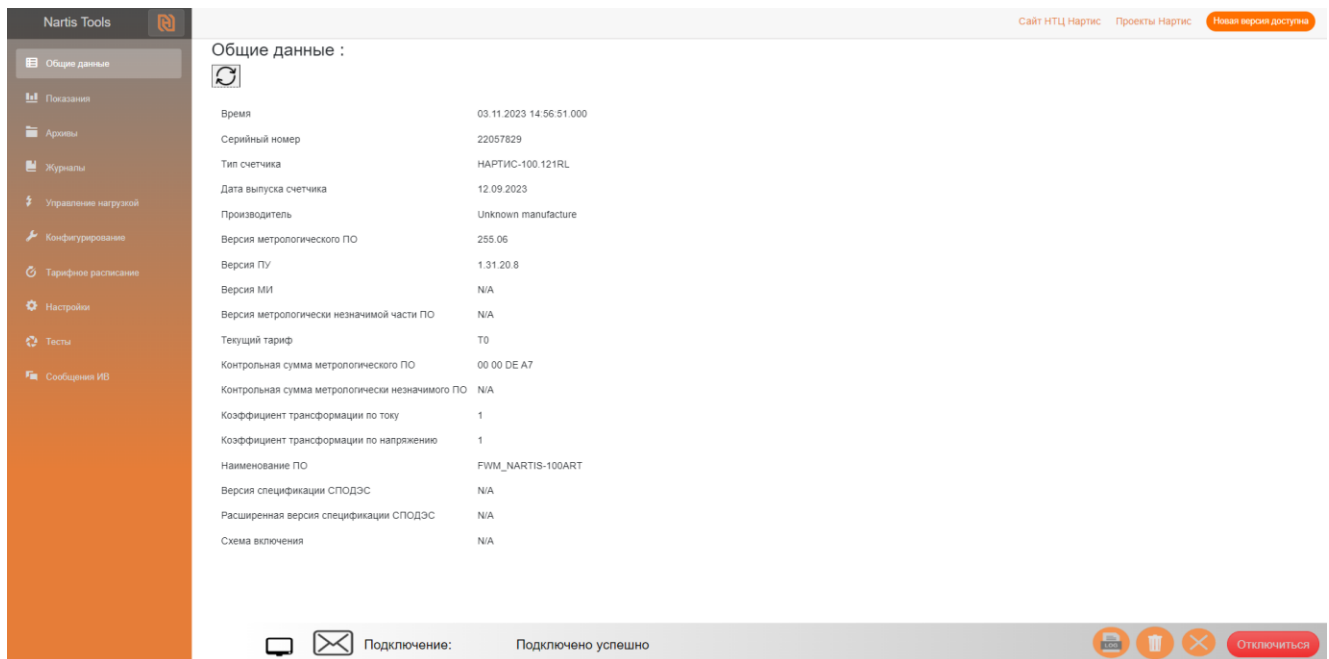 Nartis Tools
Сайт НТЦ Нартис Проекты Нартис Новая версия доступна
Общие данные
Показания
Архивы
Журналы
Управление нагрузкой
Конфигурирование
Тарифное расписание
Настройки
Тесты
Сообщения ИВ
Общие данные :
Время 03.11.2023 14:56:51.000
Серийный номер 22057829
Тип счетчика НАРТИС-100.121RL
Дата выпуска счетчика 12.09.2023
Производитель Unknown manufacture
Версия метрологического ПО 255.06
Версия ПУ 1.31.20.8
Версия МИ N/A
Версия метрологически незначимой части ПО N/A
Текущий тариф T0
Контрольная сумма метрологического ПО 00 00 DE A7
Контрольная сумма метрологически незначимого ПО N/A
Коэффициент трансформации по току 1
Коэффициент трансформации по напряжению 1
Наименование ПО FWM_NARTIS-100ART
Версия спецификации СПОДЭС N/A
Расширенная версия спецификации СПОДЭС N/A
Схема включения N/A
Подключение: Подключено успешно LOG Отключиться